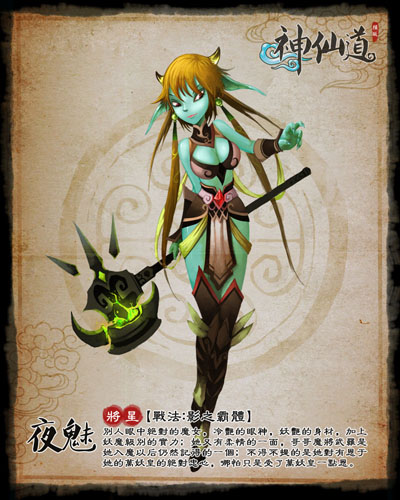 神仙道
夜魅
將星【戰法:影之霸體】
別人眼中絕對的魔女,冷艷的眼神,妖艷的身材,加上
妖魔級別的實力;她又有柔情的一面,哥哥魔將武羅是
她入魔以后仍然記得的一個;不得不提的是她對有恩于
她的萬妖皇的絕對忠心,哪怕只是受了萬妖皇一點恩。